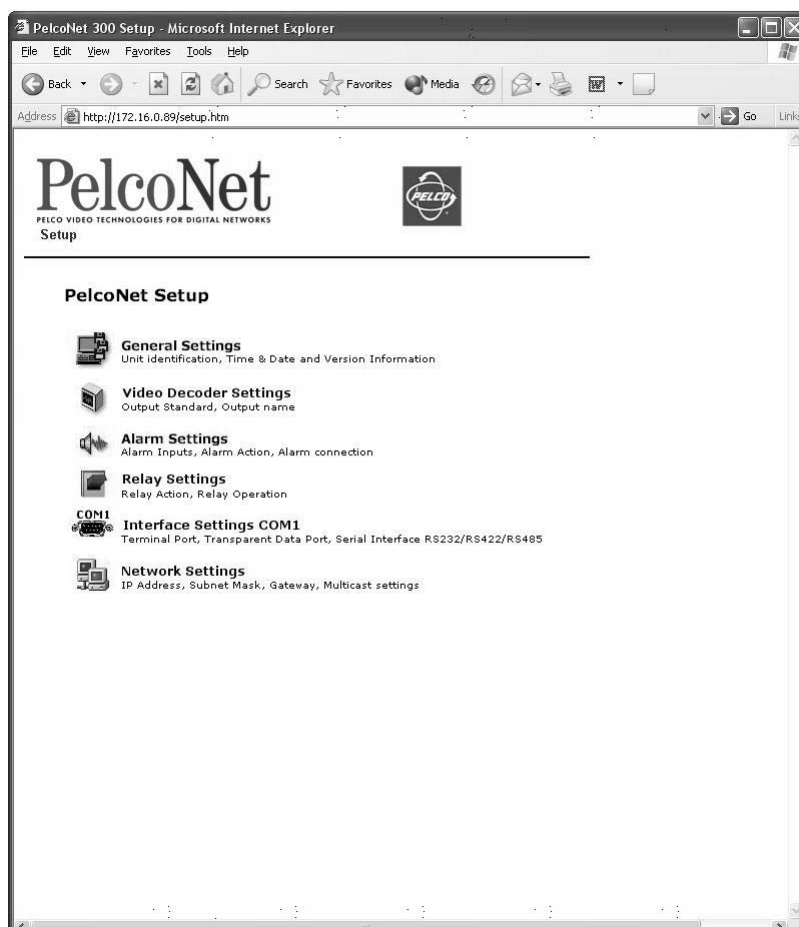 PelcoNet 300 Setup - Microsoft Internet Explorer
File Edit View Favorites Tools Help
Back Search Favorites Media
Address http://172.16.0.89/setup.htm Go Links
PelcoNet
PELCO VIDEO TECHNOLOGIES FOR DIGITAL NETWORKS
PELCO
Setup
PelcoNet Setup
General Settings
Unit identification, Time & Date and Version Information
Video Decoder Settings
Output Standard, Output name
Alarm Settings
Alarm Inputs, Alarm Action, Alarm connection
Relay Settings
Relay Action, Relay Operation
COM1
Interface Settings COM1
Terminal Port, Transparent Data Port, Serial Interface RS232/RS422/RS485
Network Settings
IP Address, Subnet Mask, Gateway, Multicast settings